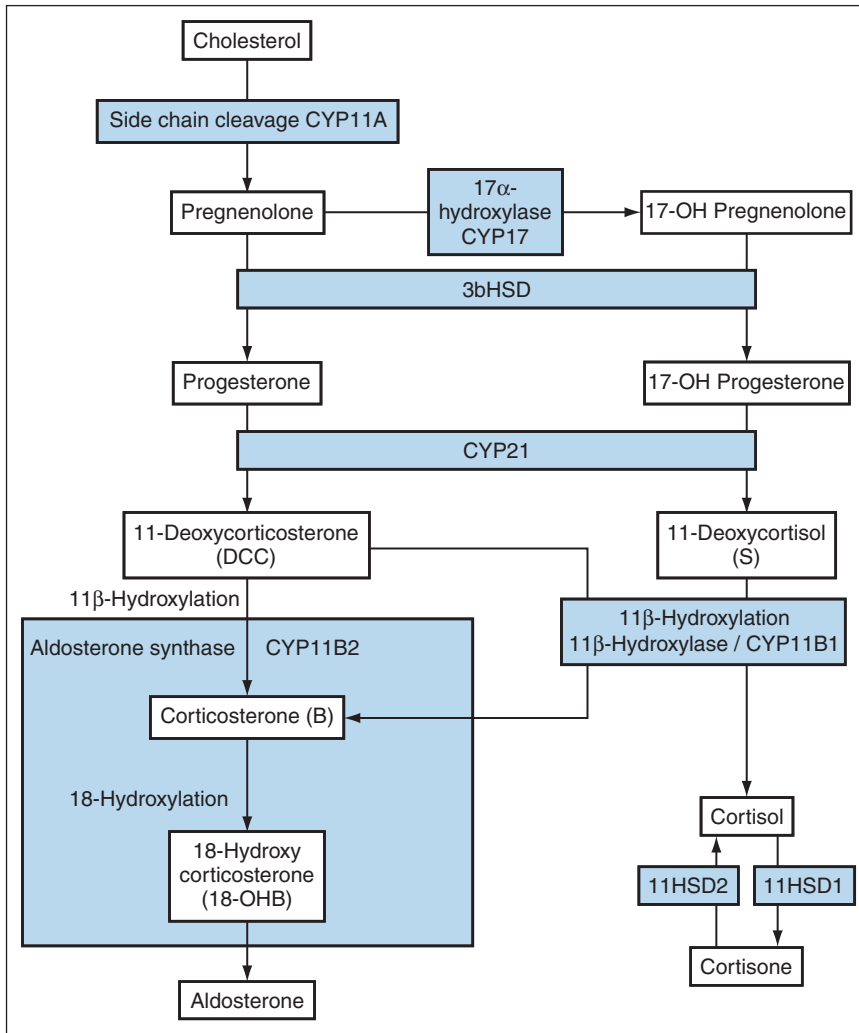 Cholesterol
Side chain cleavage CYP11A
Pregnenolone
17α-
hydroxylase
CYP17
17-OH Pregnenolone
3bHSD
Progesterone
17-OH Progesterone
CYP21
11-Deoxycorticosterone
(DCC)
11-Deoxycortisol
(S)
11β-Hydroxylation
11β-Hydroxylation
11β-Hydroxylase / CYP11B1
Aldosterone synthase CYP11B2
Corticosterone (B)
18-Hydroxylation
Cortisol
18-Hydroxy
corticosterone
(18-OHB)
11HSD2
11HSD1
Cortisone
Aldosterone